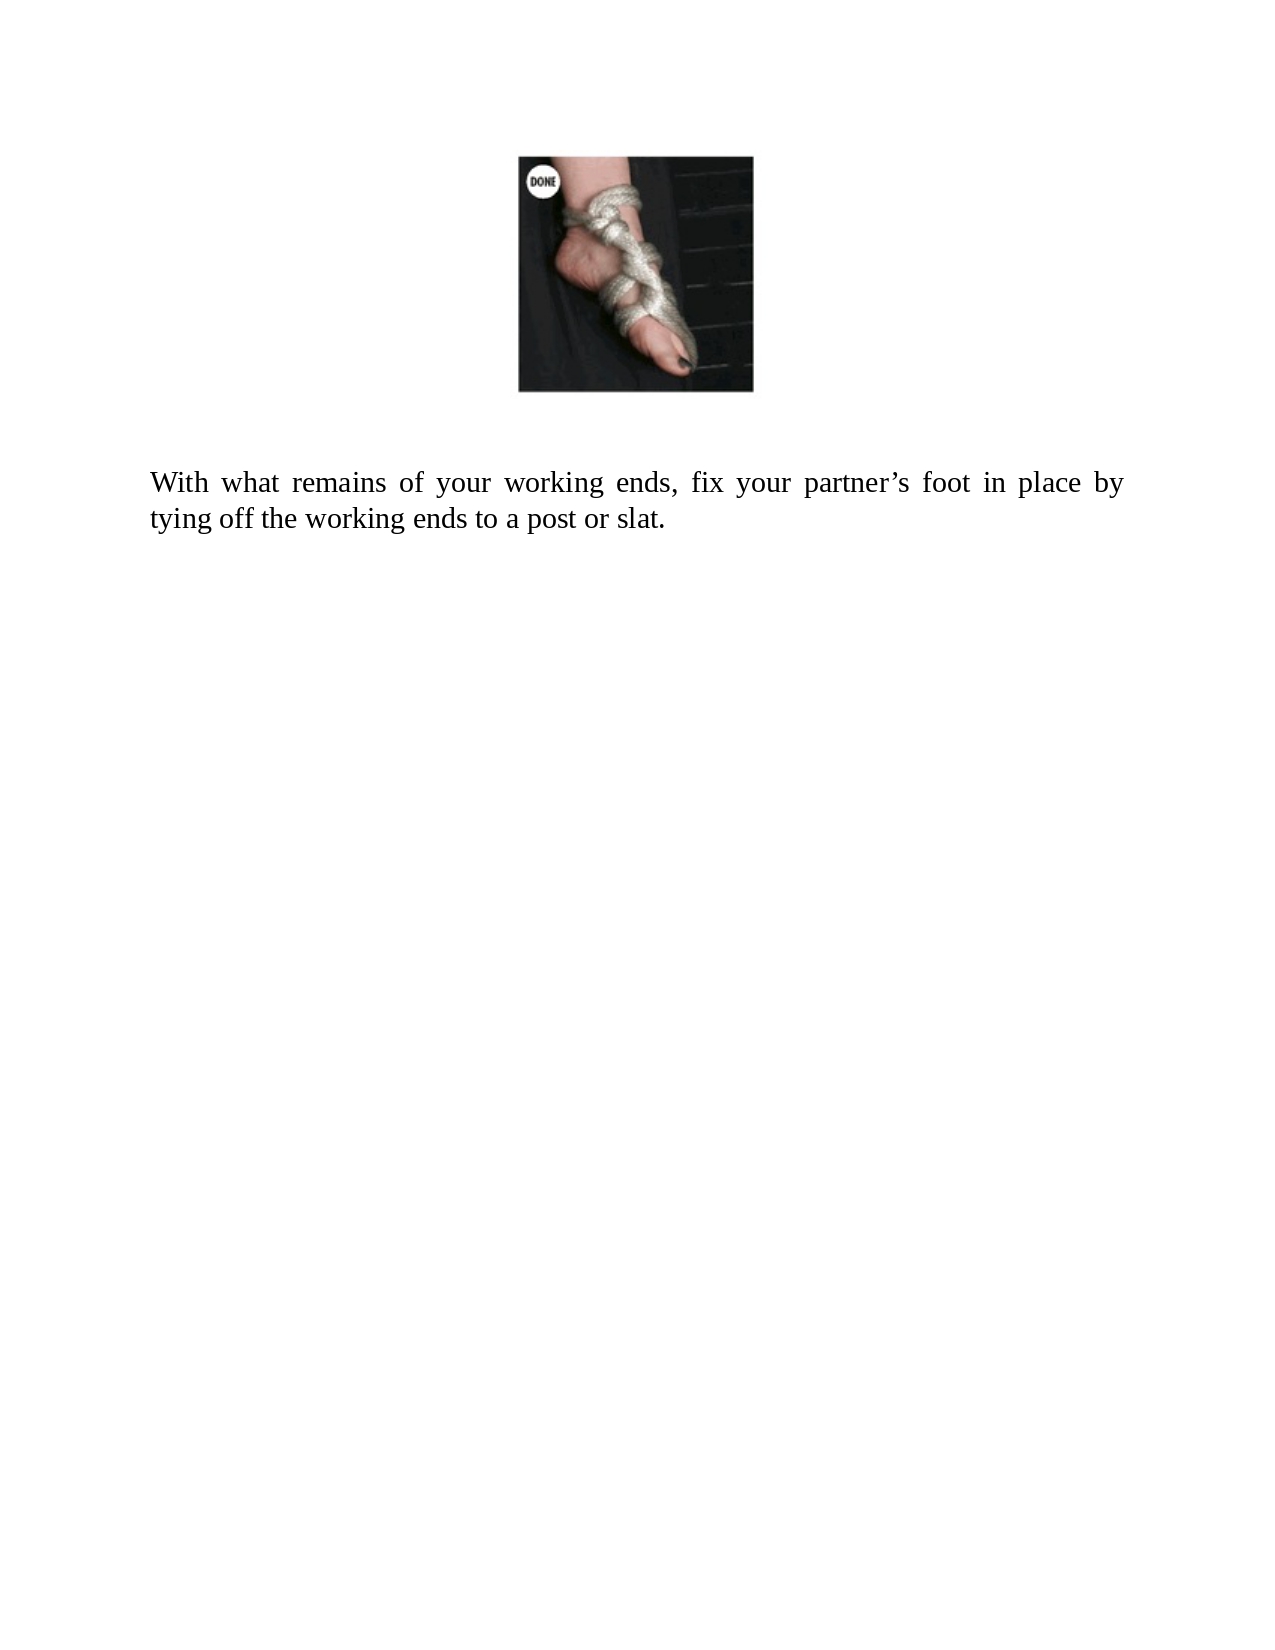 DONE
With what remains of your working ends, fix your partner’s foot in place by
tying off the working ends to a post or slat.